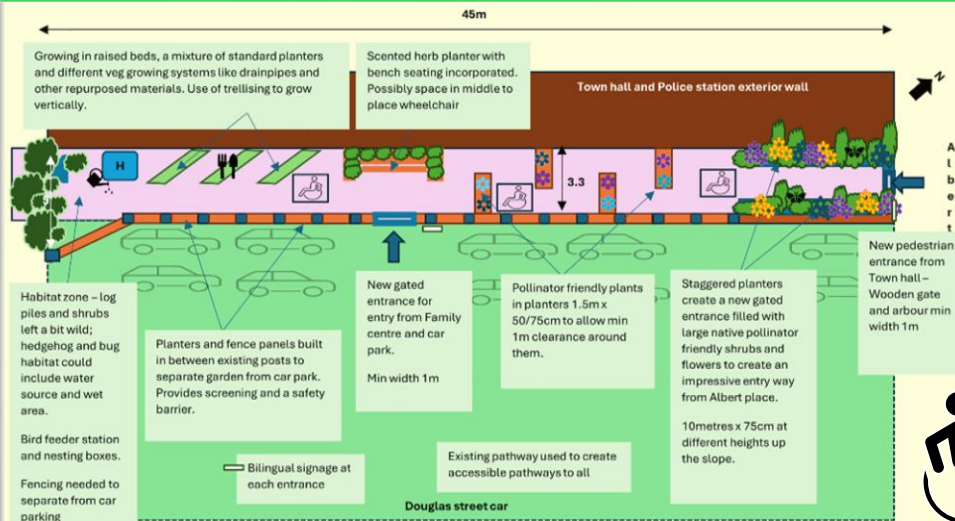 45m
Growing in raised beds, a mixture of standard planters
and different veg growing systems like drainpipes and
other repurposed materials. Use of trellising to grow
vertically.
Scented herb planter with
bench seating incorporated.
Possibly space in middle to
place wheelchair
Town hall and Police station exterior wall
N
H
3.3
A
l
b
e
r
t
New pedestrian
entrance from
Town hall –
Wooden gate
and arbour min
width 1m
Habitat zone – log
piles and shrubs
left a bit wild;
hedgehog and bug
habitat could
include water
source and wet
area.
Bird feeder station
and nesting boxes.
Fencing needed to
separate from car
parking
Planters and fence panels built
in between existing posts to
separate garden from car park.
Provides screening and a safety
barrier.
New gated
entrance for
entry from Family
centre and car
park.
Min width 1m
Pollinator friendly plants
in planters 1.5m x
50/75cm to allow min
1m clearance around
them.
Staggered planters
create a new gated
entrance filled with
large native pollinator
friendly shrubs and
flowers to create an
impressive entry way
from Albert place.
10metres x 75cm at
different heights up
the slope.
Bilingual signage at
each entrance
Existing pathway used to create
accessible pathways to all
Douglas street car